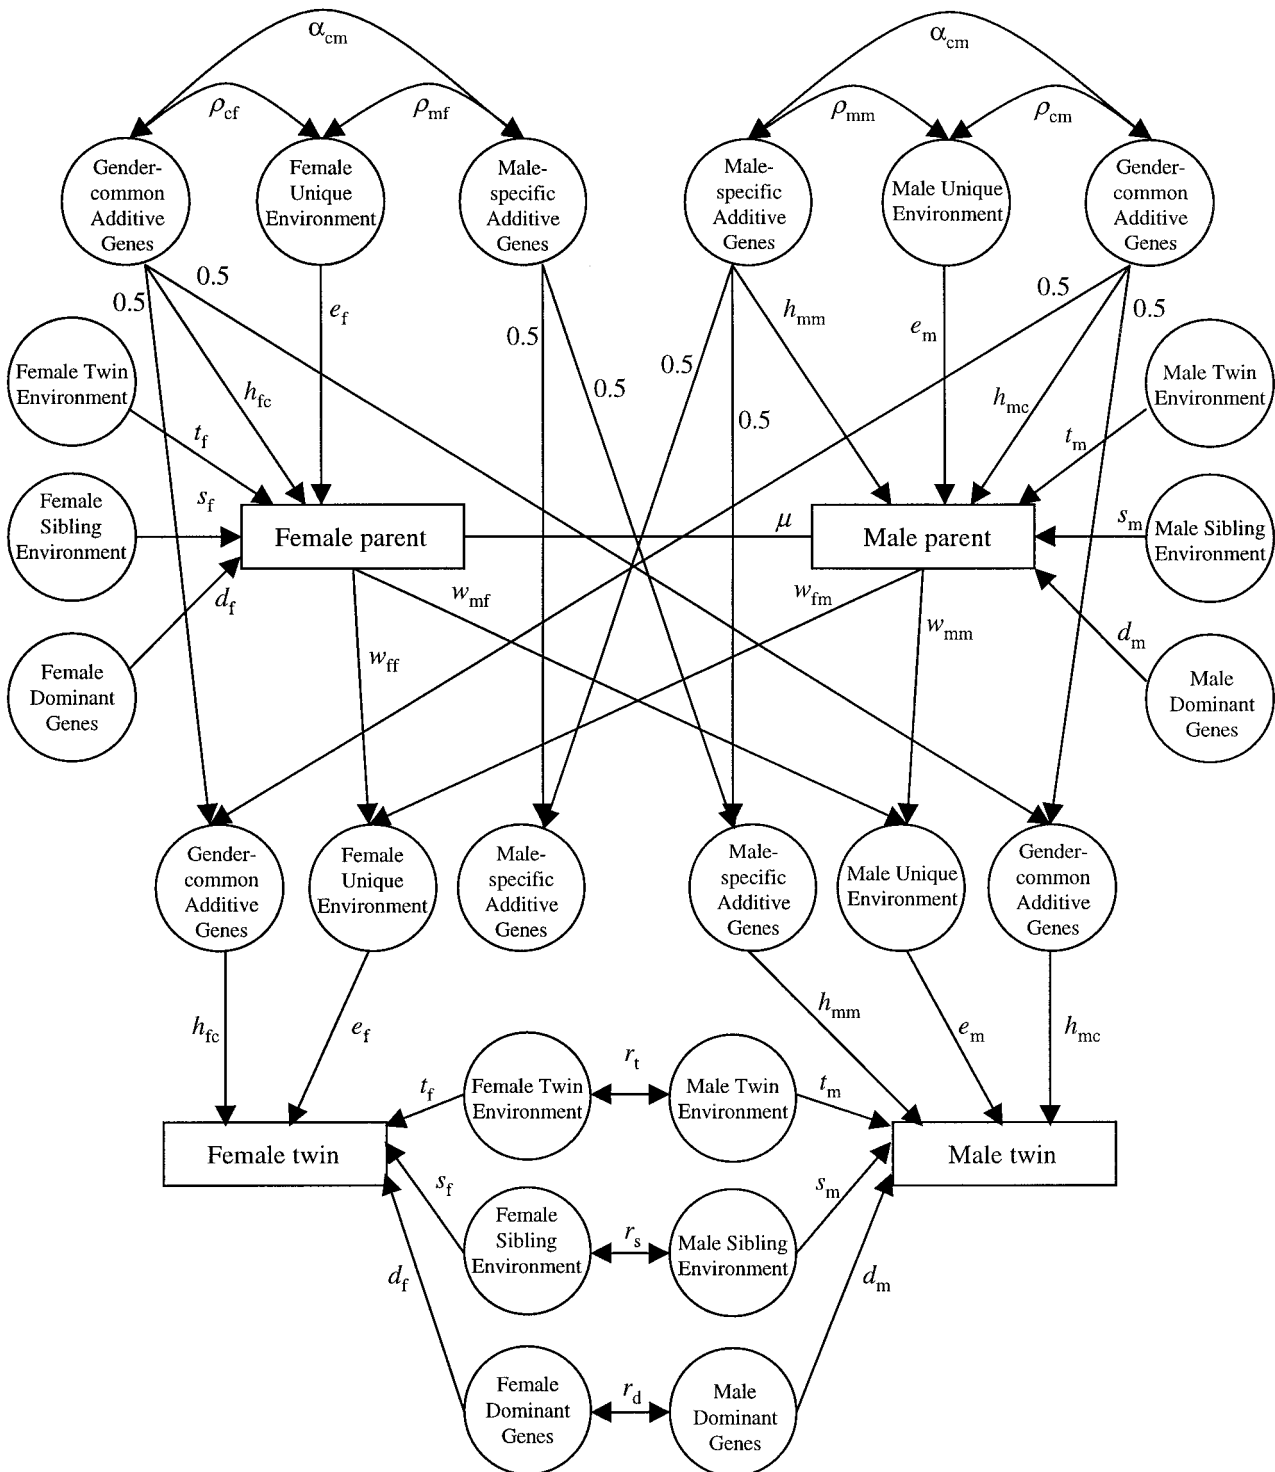 α_cm
α_cm
ρ_cf
ρ_mf
ρ_mm
ρ_cm
Gender-
common
Additive
Genes
Female
Unique
Environment
Male-
specific
Additive
Genes
Male-
specific
Additive
Genes
Male Unique
Environment
Gender-
common
Additive
Genes
0.5
0.5
e_f
0.5
0.5
h_mm
0.5
0.5
e_m
0.5
0.5
Female Twin
Environment
t_f
h_fc
h_mc
t_m
Male Twin
Environment
Female
Sibling
Environment
s_f
Female parent
μ
Male parent
s_m
Male Sibling
Environment
d_f
w_mf
w_fm
w_ff
w_mm
d_m
Female
Dominant
Genes
Male
Dominant
Genes
Gender-
common
Additive
Genes
Female
Unique
Environment
Male-
specific
Additive
Genes
Male-
specific
Additive
Genes
Male Unique
Environment
Gender-
common
Additive
Genes
h_fc
e_f
h_mm
e_m
h_mc
t_f
Female Twin
Environment
r_t
Male Twin
Environment
t_m
Female twin
Male twin
s_f
Female
Sibling
Environment
r_s
Male Sibling
Environment
s_m
d_f
d_m
Female
Dominant
Genes
r_d
Male
Dominant
Genes